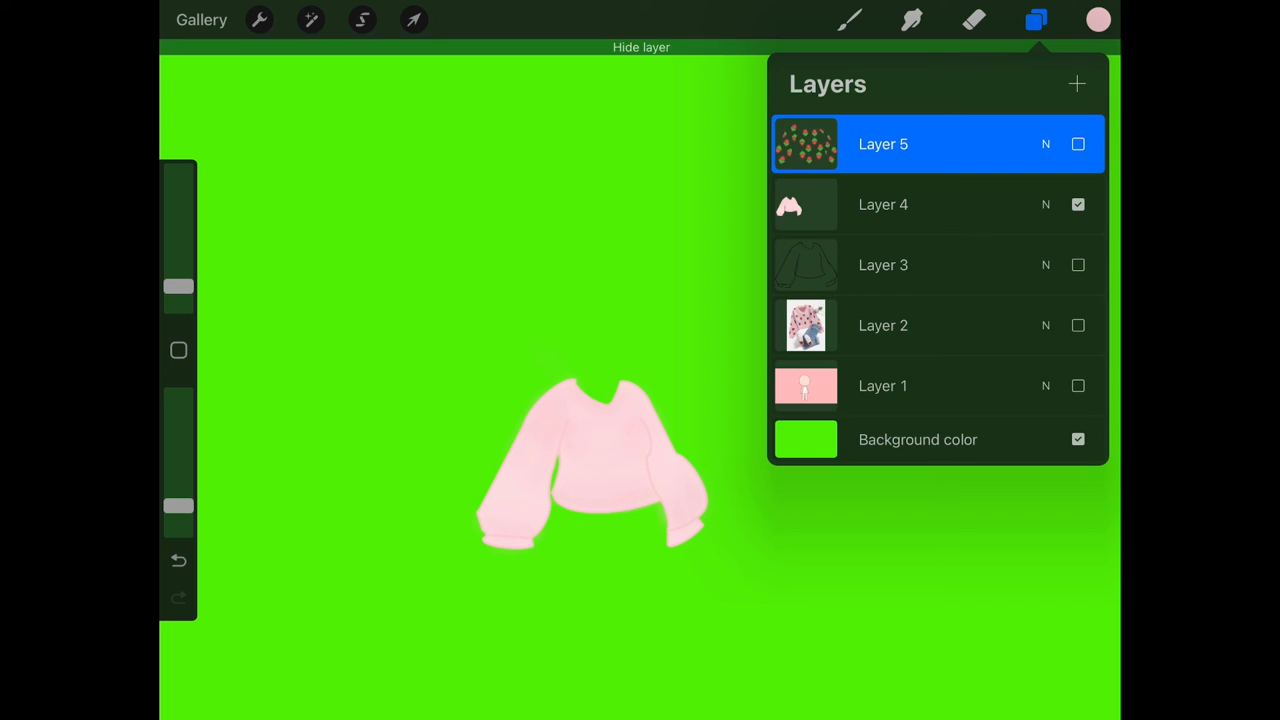 Gallery
Hide layer
Layers
Layer 5 N
Layer 4 N
Layer 3 N
Layer 2 N
Layer 1 N
Background color